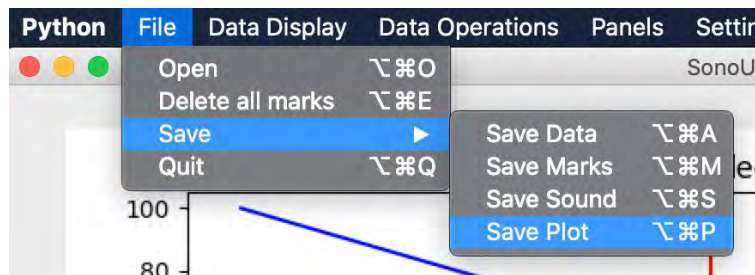 Python File Data Display Data Operations Panels Settin
SonoU
Open ⌥⌘O
Delete all marks ⌥⌘E
Save ▶
Quit ⌥⌘Q
Save Data ⌥⌘A
Save Marks ⌥⌘M
Save Sound ⌥⌘S
Save Plot ⌥⌘P
100
80